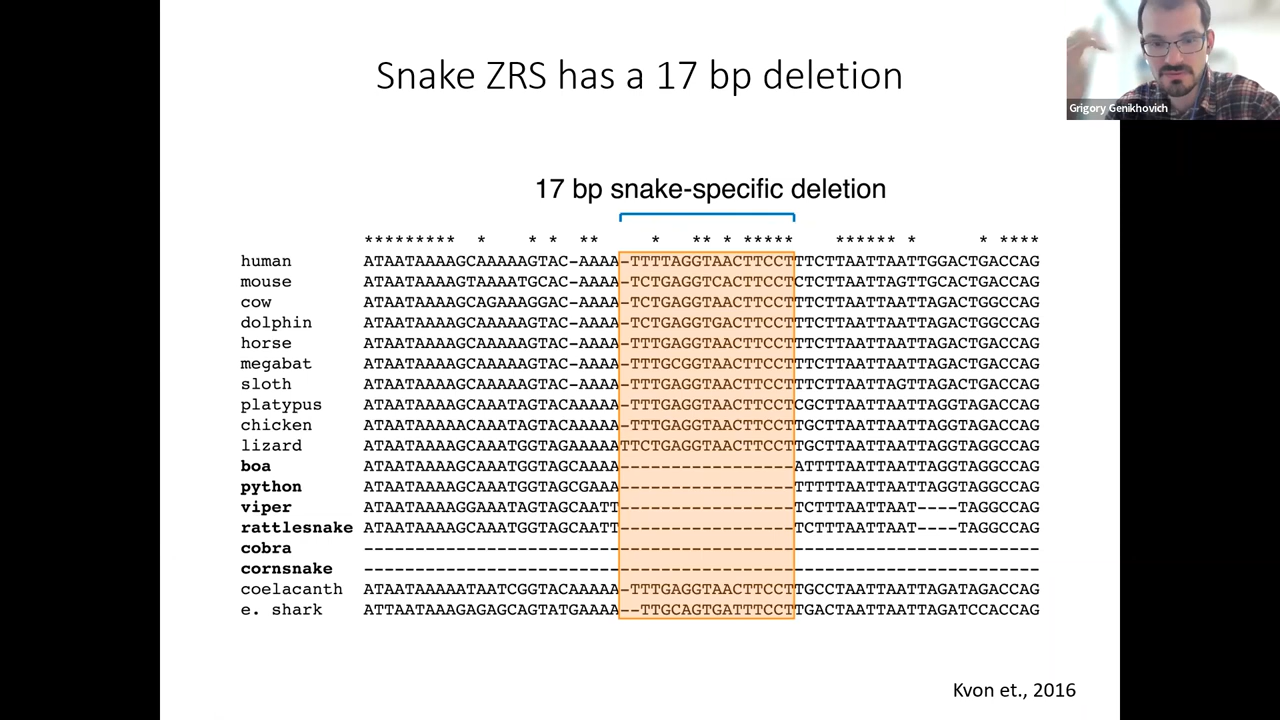 Snake ZRS has a 17 bp deletion
Grigory Genikhovich
17 bp snake-specific deletion
********* * * * ** * ** * ***** ****** * * ****
human ATAATAAAAGCAAAAAGTAC-AAAA-TTTTAGGTAACTTCCTTTCTTAATTAATTGGACTGACCAG
mouse ATAATAAAAGTAAAATGCAC-AAAA-TCTGAGGTCACTTCCTCTCTTAATTAGTTGCACTGACCAG
cow ATAATAAAAGCAGAAAGGAC-AAAA-TCTGAGGTAACTTCCTTTCTTAATTAATTAGACTGGCCAG
dolphin ATAATAAAAGCAAAAAGTAC-AAAA-TCTGAGGTGACTTCCTTTCTTAATTAATTAGACTGGCCAG
horse ATAATAAAAGCAAAAAGTAC-AAAA-TTTGAGGTAACTTCCTTTCTTAATTAATTAGACTGACCAG
megabat ATAATAAAAGCAAAAAGTAC-AAAA-TTTGCGGTAACTTCCTTTCTTAATTAATTAGACTGACCAG
sloth ATAATAAAAGCAAAAAGTAC-AAAA-TTTGAGGTAACTTCCTTTCTTAATTAGTTAGACTGACCAG
platypus ATAATAAAAGCAAATAGTACAAAAA-TTTGAGGTAACTTCCTCGCTTAATTAATTAGGTAGACCAG
chicken ATAATAAAAACAAATAGTACAAAAA-TTTGAGGTAACTTCCTTGCTTAATTAATTAGGTAGACCAG
lizard ATAATAAAAGCAAATGGTAGAAAAATTCTGAGGTAACTTCCTTGCTTAATTAATTAGGTAGGCCAG
boa ATAATAAAAGCAAATGGTAGCAAAA-----------------ATTTTAATTAATTAGGTAGGCCAG
python ATAATAAAAGCAAATGGTAGCGAAA-----------------TTTTTAATTAATTAGGTAGGCCAG
viper ATAATAAAAGGAAATAGTAGCAATT-----------------TCTTTAATTAAT----TAGGCCAG
rattlesnake ATAATAAAAGCAAATGGTAGCAATT-----------------TCTTTAATTAAT----TAGGCCAG
cobra ------------------------------------------------------------------
cornsnake ------------------------------------------------------------------
coelacanth ATAATAAAAATAATCGGTACAAAAA-TTTGAGGTAACTTCCTTGCCTAATTAATTAGATAGACCAG
e. shark ATTAATAAAGAGAGCAGTATGAAAA--TTGCAGTGATTTCCTTGACTAATTAATTAGATCCACCAG
Kvon et., 2016